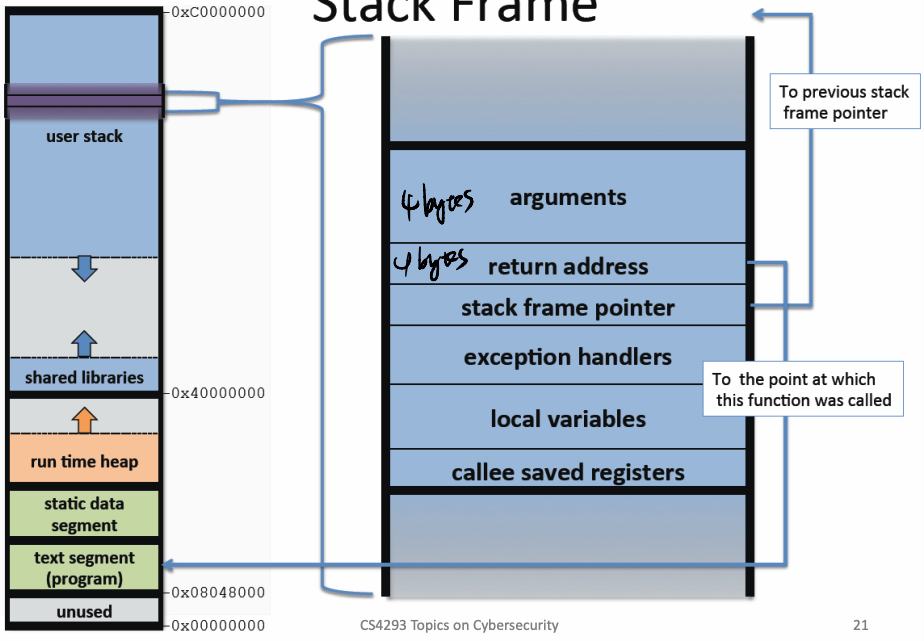 Stack Frame
0xC0000000
user stack
shared libraries
0x40000000
run time heap
static data
segment
text segment
(program)
0x08048000
unused
0x00000000
4 bytes
arguments
4 bytes
return address
stack frame pointer
exception handlers
local variables
callee saved registers
To previous stack
frame pointer
To the point at which
this function was called
CS4293 Topics on Cybersecurity
21